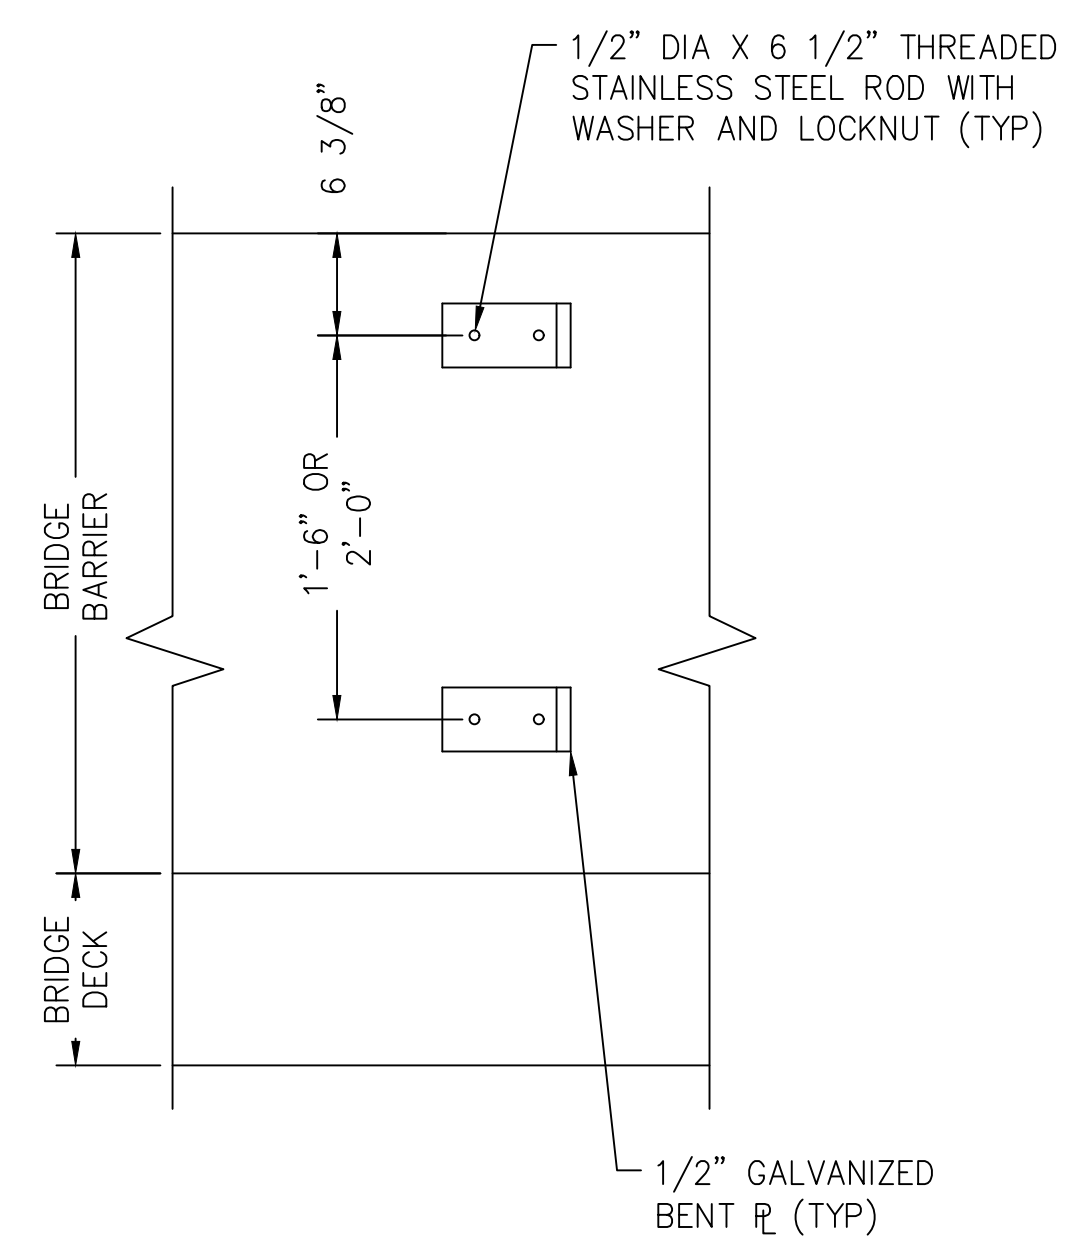 1/2” DIA X 6 1/2” THREADED
STAINLESS STEEL ROD WITH
WASHER AND LOCKNUT (TYP)
6 3/8”
1’-6” OR
2’-0”
BRIDGE
BARRIER
BRIDGE
DECK
1/2” GALVANIZED
BENT ⅊ (TYP)